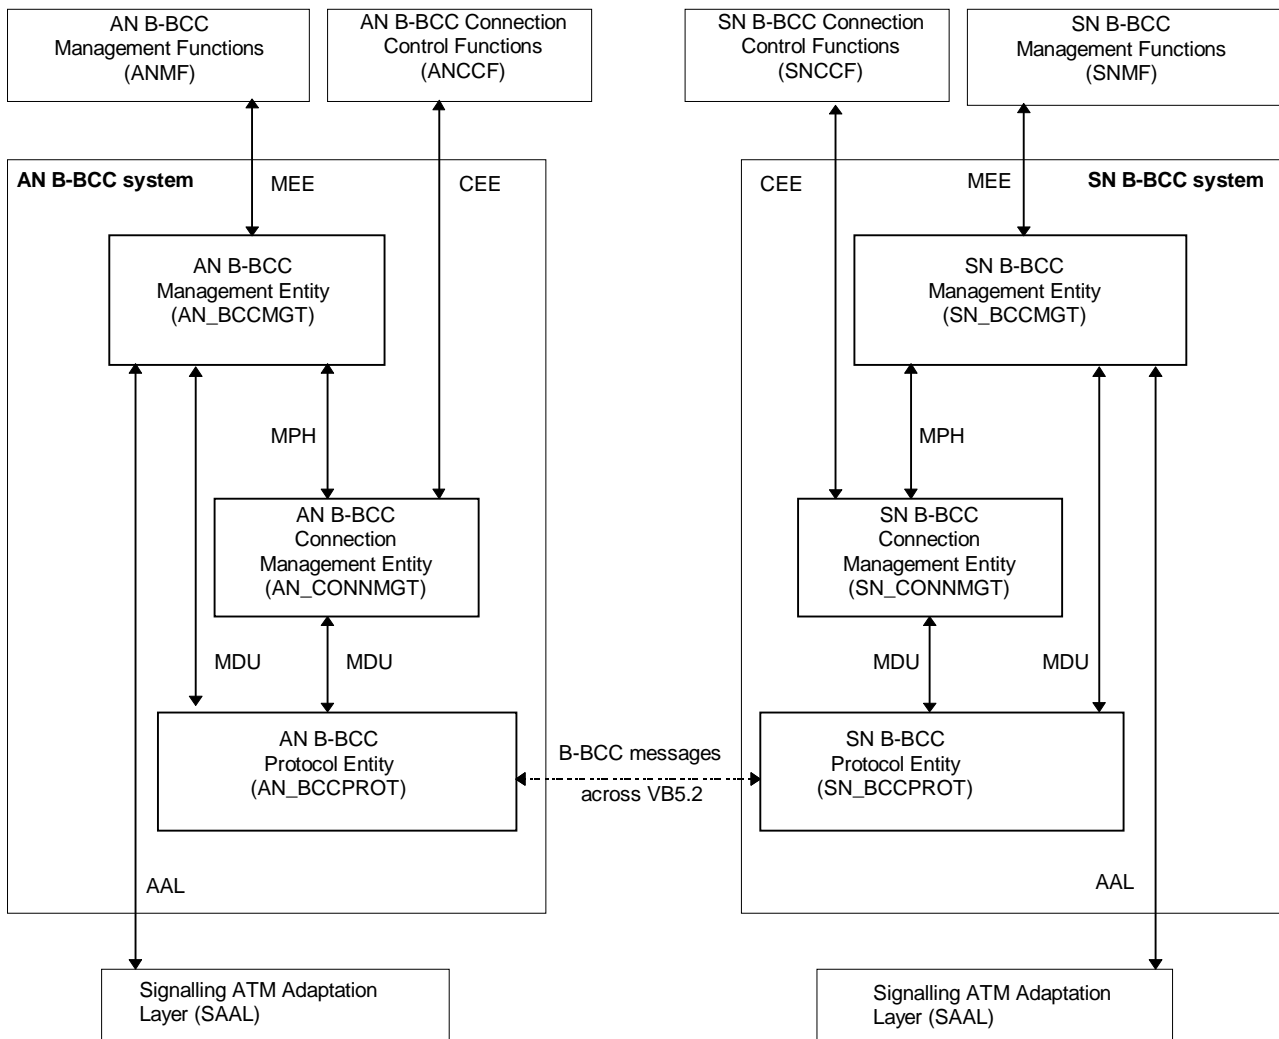 AN B-BCC
Management Functions
(ANMF)
AN B-BCC Connection
Control Functions
(ANCCF)
SN B-BCC Connection
Control Functions
(SNCCF)
SN B-BCC
Management Functions
(SNMF)
AN B-BCC system
MEE
CEE
CEE
MEE
SN B-BCC system
AN B-BCC
Management Entity
(AN_BCCMGT)
SN B-BCC
Management Entity
(SN_BCCMGT)
MPH
MPH
AN B-BCC
Connection
Management Entity
(AN_CONNMGT)
SN B-BCC
Connection
Management Entity
(SN_CONNMGT)
MDU
MDU
MDU
MDU
AN B-BCC
Protocol Entity
(AN_BCCPROT)
B-BCC messages
across VB5.2
SN B-BCC
Protocol Entity
(SN_BCCPROT)
AAL
AAL
Signalling ATM Adaptation
Layer (SAAL)
Signalling ATM Adaptation
Layer (SAAL)